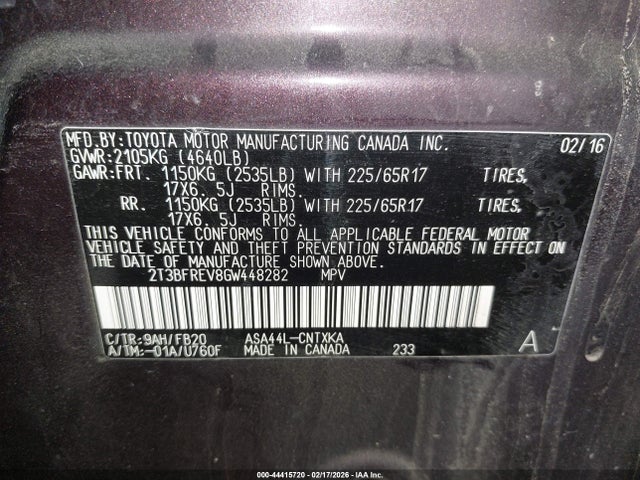 MFD.BY:TOYOTA MOTOR MANUFACTURING CANADA INC. 02/16
GVWR:2105KG (4640LB)
GAWR:FRT. 1150KG (2535LB) WITH 225/65R17 TIRES,
17X6.5J RIMS.
RR. 1150KG (2535LB) WITH 225/65R17 TIRES,
17X6.5J RIMS.
THIS VEHICLE CONFORMS TO ALL APPLICABLE FEDERAL MOTOR
VEHICLE SAFETY AND THEFT PREVENTION STANDARDS IN EFFECT ON
THE DATE OF MANUFACTURE SHOWN ABOVE.
2T3BFREV8GW448282 MPV
C/TR:9AH/FB20 ASA44L-CNTXKA
A/TM:-01A/U760F MADE IN CANADA 233 A
000-44415720 - 02/17/2026 - IAA Inc.